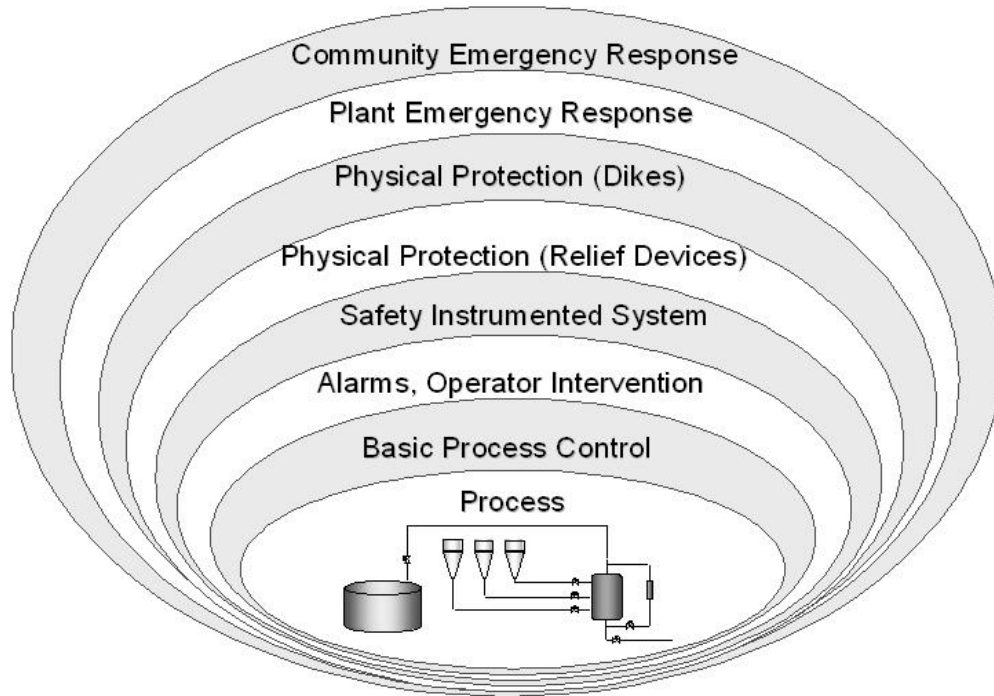 Community Emergency Response
Plant Emergency Response
Physical Protection (Dikes)
Physical Protection (Relief Devices)
Safety Instrumented System
Alarms, Operator Intervention
Basic Process Control
Process